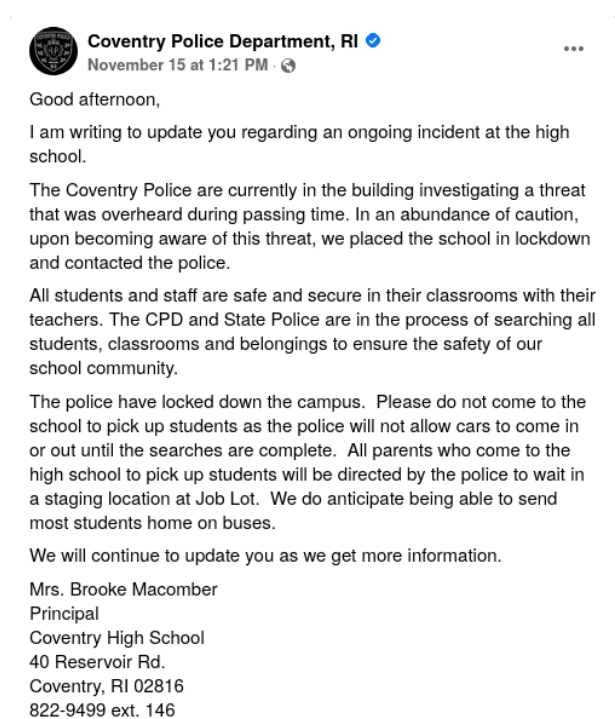 Coventry Police Department, RI
November 15 at 1:21 PM ·
Good afternoon,
I am writing to update you regarding an ongoing incident at the high
school.
The Coventry Police are currently in the building investigating a threat
that was overheard during passing time. In an abundance of caution,
upon becoming aware of this threat, we placed the school in lockdown
and contacted the police.
All students and staff are safe and secure in their classrooms with their
teachers. The CPD and State Police are in the process of searching all
students, classrooms and belongings to ensure the safety of our
school community.
The police have locked down the campus.  Please do not come to the
school to pick up students as the police will not allow cars to come in
or out until the searches are complete.  All parents who come to the
high school to pick up students will be directed by the police to wait in
a staging location at Job Lot.  We do anticipate being able to send
most students home on buses.
We will continue to update you as we get more information.
Mrs. Brooke Macomber
Principal
Coventry High School
40 Reservoir Rd.
Coventry, RI 02816
822-9499 ext. 146